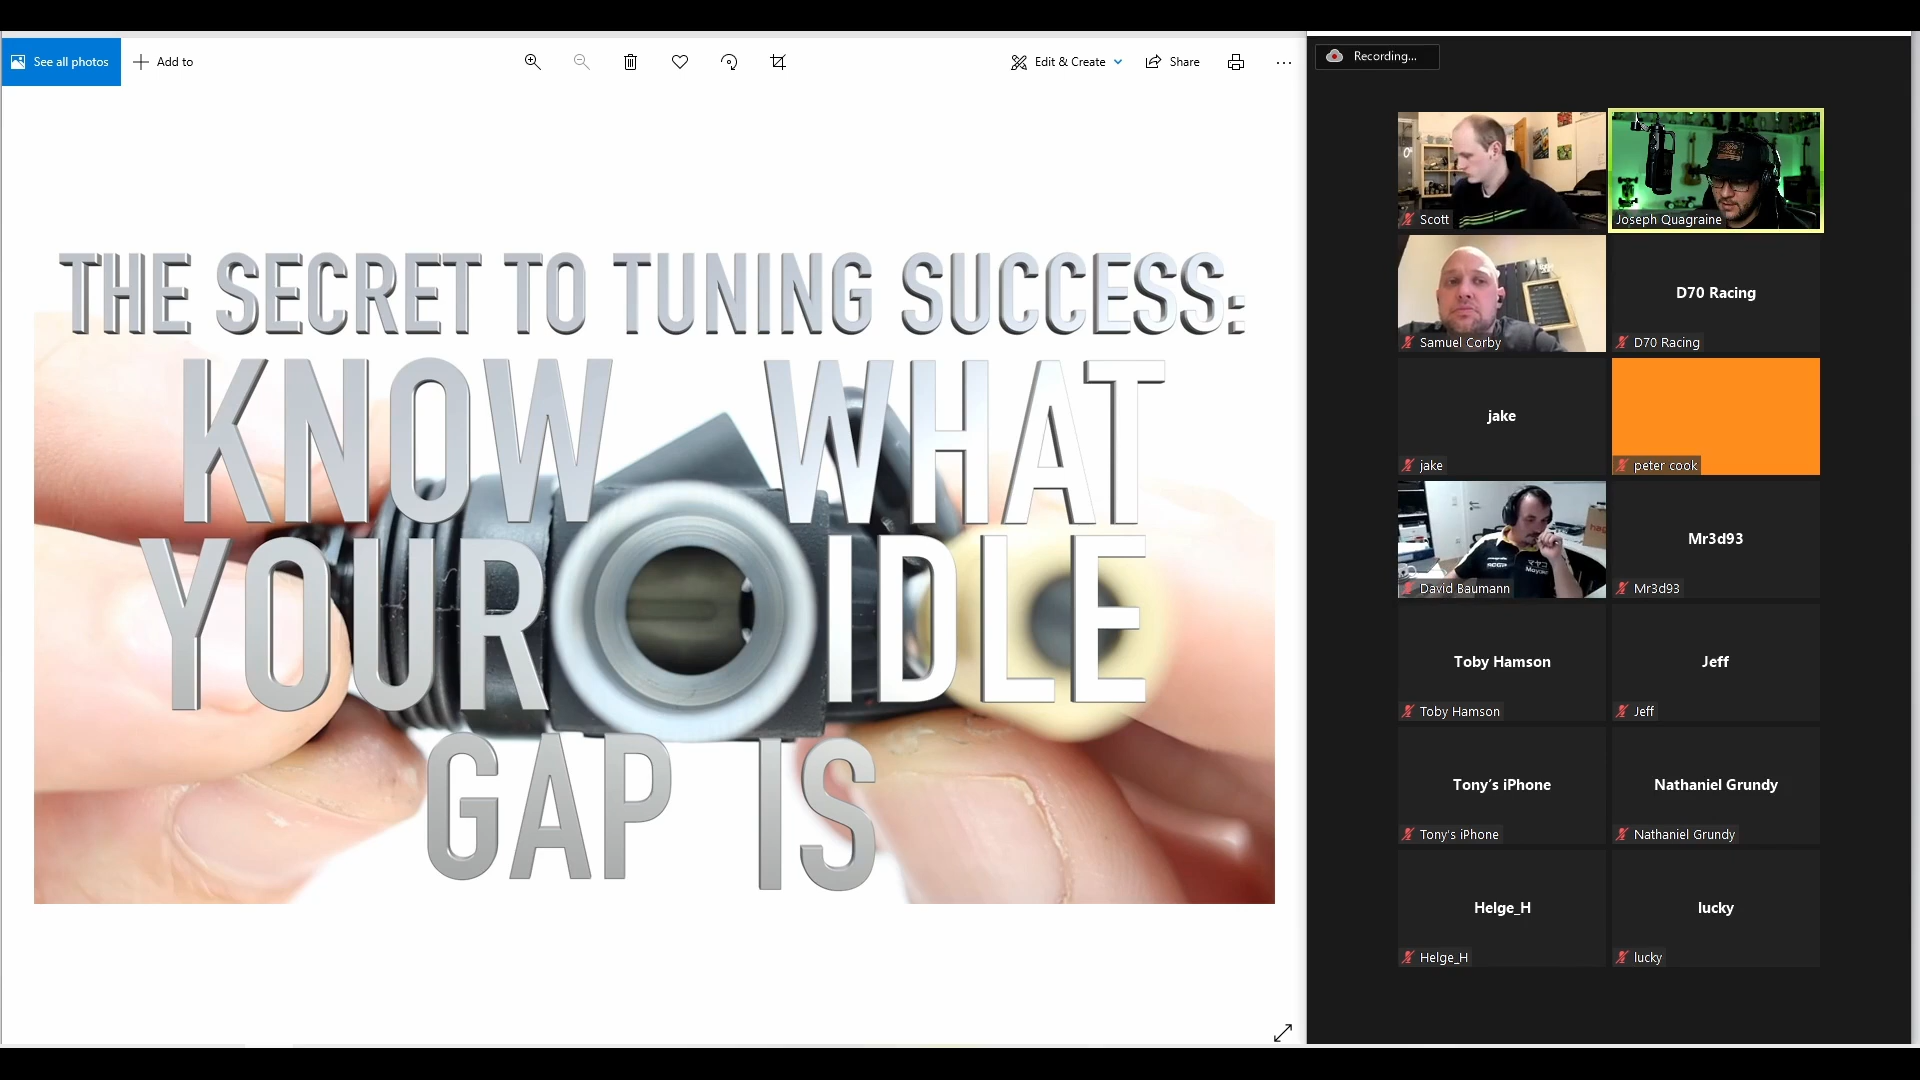 See all photos
Add to
Edit & Create
Share
Recording...
THE SECRET TO TUNING SUCCESS:
KNOW WHAT
YOUR IDLE
GAP IS
Scott
Joseph Quagraine
Samuel Corby
D70 Racing
D70 Racing
jake
jake
peter cook
David Baumann
Mr3d93
Mr3d93
Toby Hamson
Toby Hamson
Jeff
Jeff
Tony's iPhone
Tony's iPhone
Nathaniel Grundy
Nathaniel Grundy
Helge_H
Helge_H
lucky
lucky